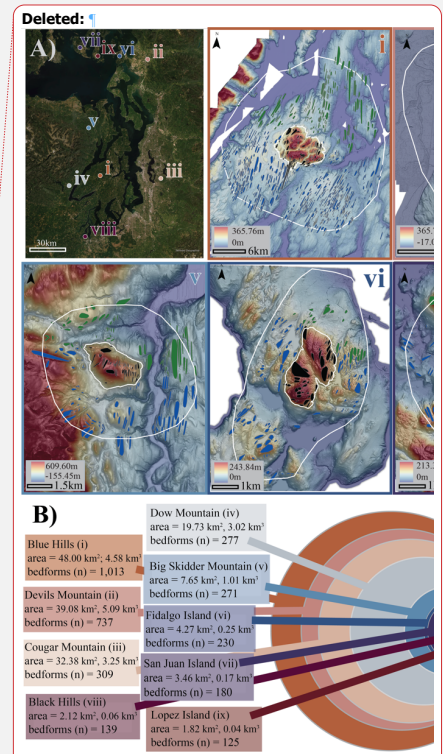 Deleted: ¶
A)
vii
ix
vi
ii
v
iv
i
iii
viii
30km
N
i
365.76m
0m
6km
N
365.
-17.0
N
v
609.60m
-155.45m
1.5km
N
vi
243.84m
0m
1km
213.
0m
1
B)
Dow Mountain (iv)
area = 19.73 km², 3.02 km³
bedforms (n) = 277
Blue Hills (i)
area = 48.00 km²; 4.58 km³
bedforms (n) = 1,013
Big Skidder Mountain (v)
area = 7.65 km², 1.01 km³
bedforms (n) = 271
Devils Mountain (ii)
area = 39.08 km², 5.09 km³
bedforms (n) = 737
Fidalgo Island (vi)
area = 4.27 km², 0.25 km³
bedforms (n) = 230
Cougar Mountain (iii)
area = 32.38 km², 3.25 km³
bedforms (n) = 309
San Juan Island (vii)
area = 3.46 km², 0.17 km³
bedforms (n) = 180
Black Hills (viii)
area = 2.12 km², 0.06 km³
bedforms (n) = 139
Lopez Island (ix)
area = 1.82 km², 0.04 km³
bedforms (n) = 125